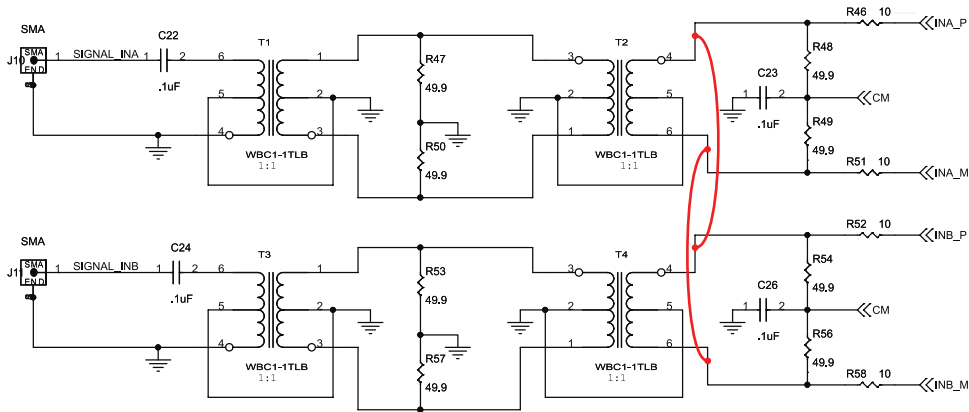 SMA
J10
SMA
END
1
SIGNAL_INA
1
C22
2
.1uF
6
5
4
T1
1
2
3
WBC1-1TLB
1:1
R47
49.9
R50
49.9
3
2
1
T2
4
5
6
WBC1-1TLB
1:1
C23
1
2
.1uF
R46 10
INA_P
R48
49.9
CM
R49
49.9
R51 10
INA_M
SMA
J11
SMA
END
1
SIGNAL_INB
1
C24
2
.1uF
6
5
4
T3
1
2
3
WBC1-1TLB
1:1
R53
49.9
R57
49.9
3
2
1
T4
4
5
6
WBC1-1TLB
1:1
C26
1
2
.1uF
R52 10
INB_P
R54
49.9
CM
R56
49.9
R58 10
INB_M